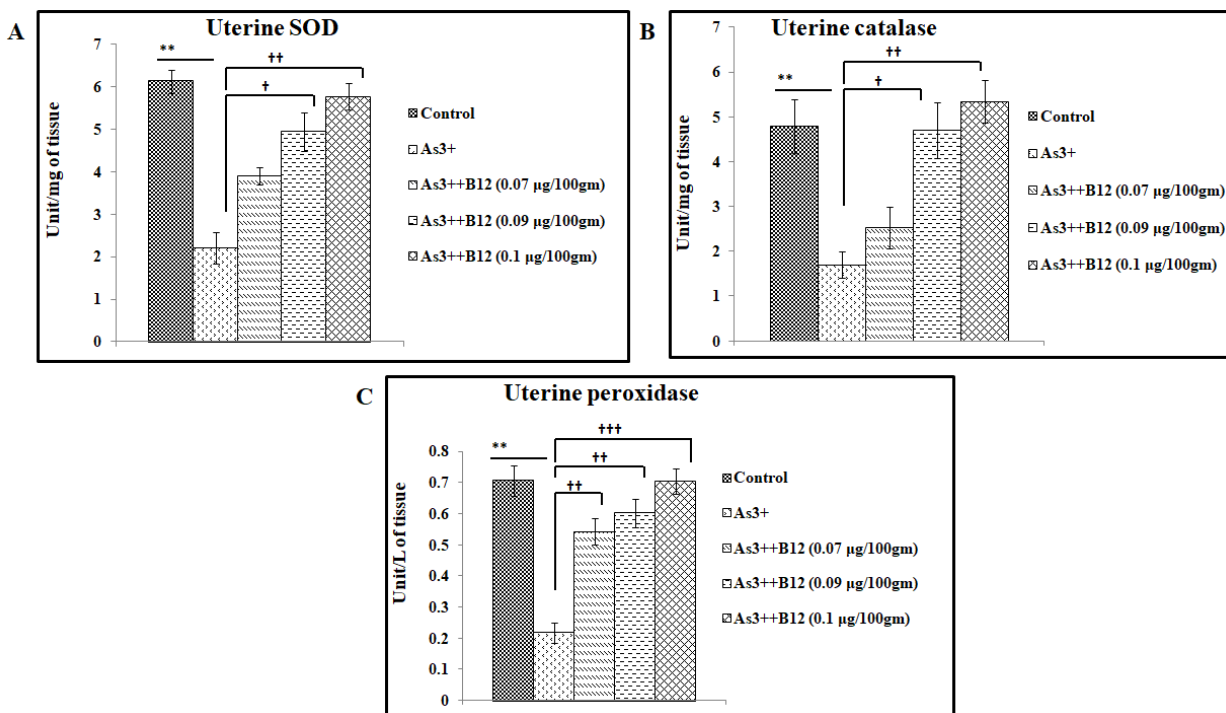 A
Uterine SOD
Unit/mg of tissue
7
6
5
4
3
2
1
0
**
†
††
Control
As3+
As3++B12 (0.07 µg/100gm)
As3++B12 (0.09 µg/100gm)
As3++B12 (0.1 µg/100gm)
B
Uterine catalase
Unit/mg of tissue
7
6
5
4
3
2
1
0
**
†
††
Control
As3+
As3++B12 (0.07 µg/100gm)
As3++B12 (0.09 µg/100gm)
As3++B12 (0.1 µg/100gm)
C
Uterine peroxidase
Unit/L of tissue
0.8
0.7
0.6
0.5
0.4
0.3
0.2
0.1
0
**
††
††
†††
Control
As3+
As3++B12 (0.07 µg/100gm)
As3++B12 (0.09 µg/100gm)
As3++B12 (0.1 µg/100gm)